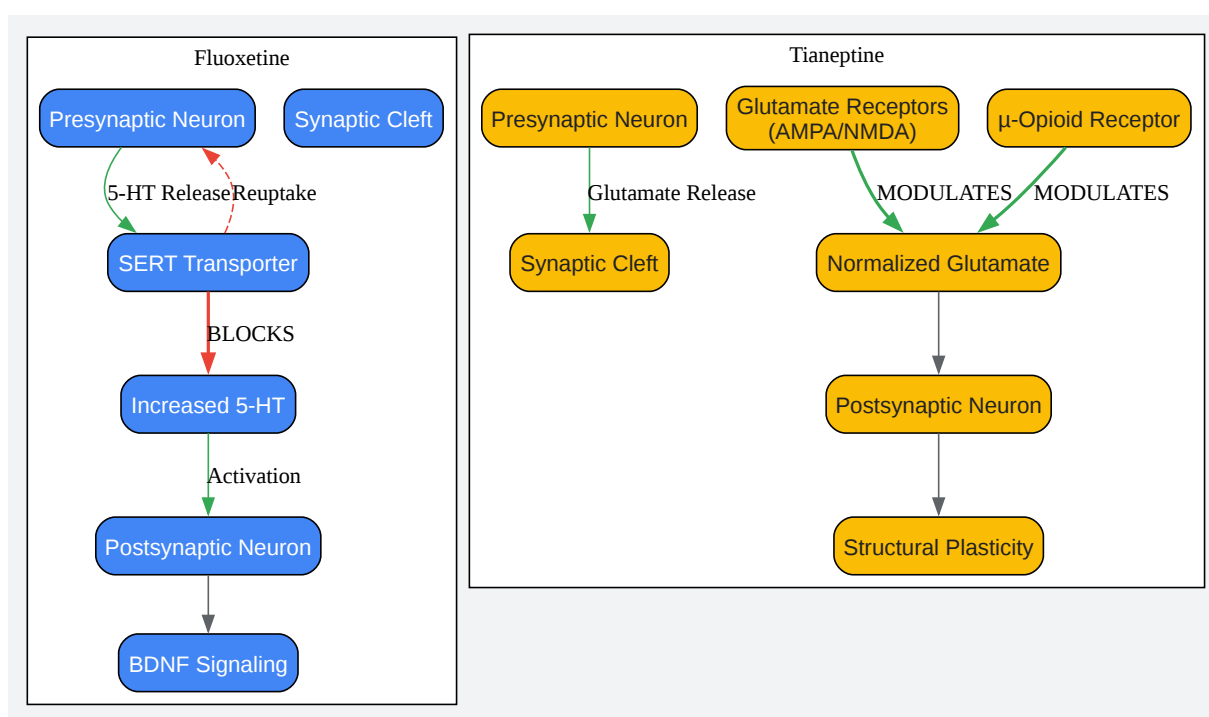 Fluoxetine
Presynaptic Neuron
Synaptic Cleft
5-HT Release
Reuptake
SERT Transporter
BLOCKS
Increased 5-HT
Activation
Postsynaptic Neuron
BDNF Signaling
Tianeptine
Presynaptic Neuron
Glutamate Receptors
(AMPA/NMDA)
µ-Opioid Receptor
Glutamate Release
MODULATES
MODULATES
Synaptic Cleft
Normalized Glutamate
Postsynaptic Neuron
Structural Plasticity